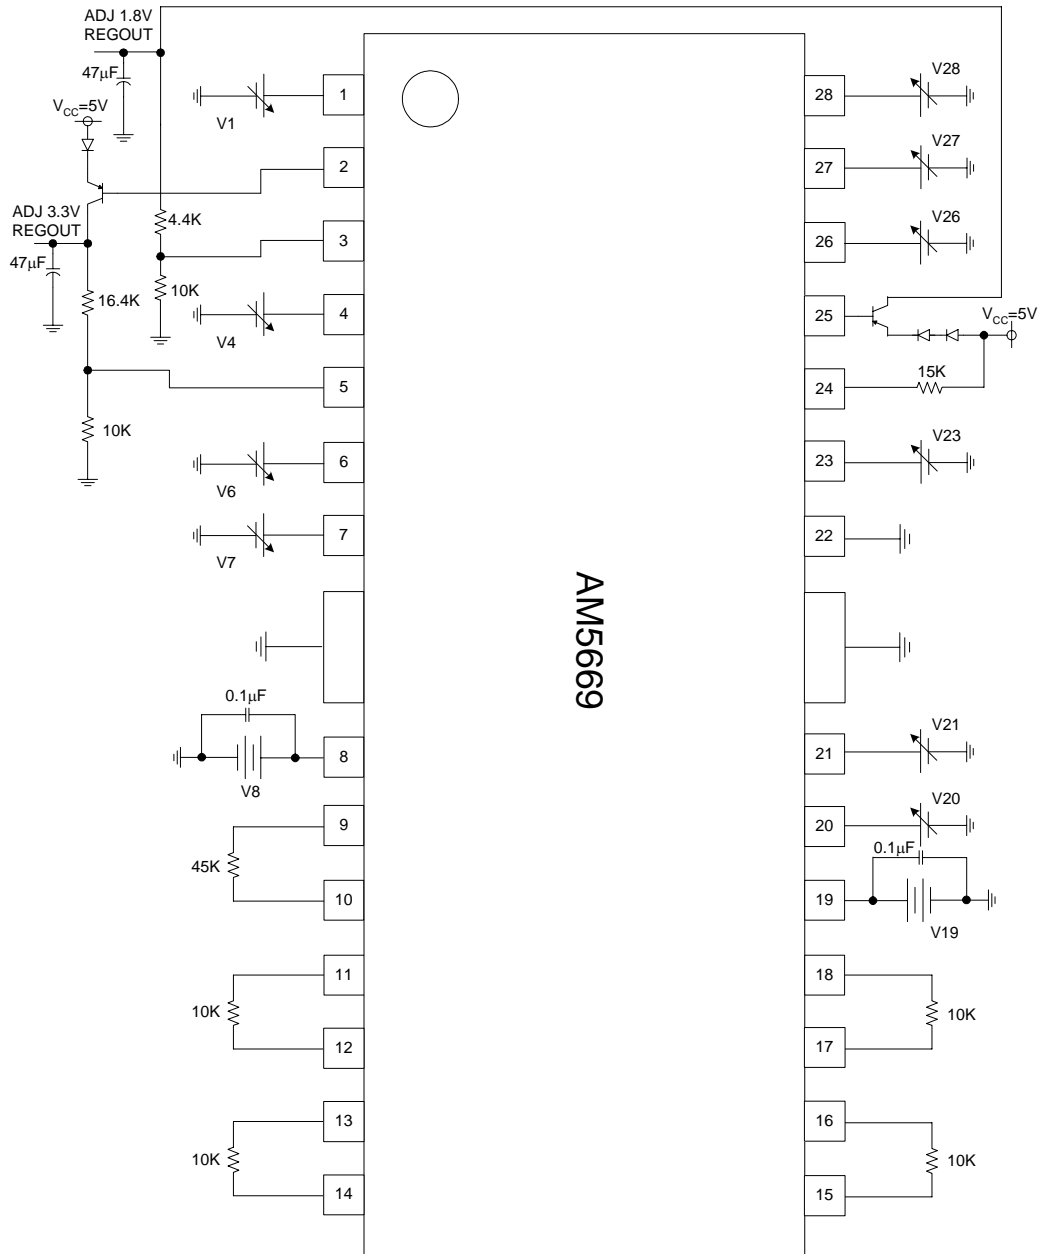 ADJ 1.8V
REGOUT
47µF
V1
1
28
V28
VCC=5V
2
27
V27
ADJ 3.3V
REGOUT
4.4K
3
26
V26
47µF
16.4K
10K
V4
4
25
VCC=5V
5
24
15K
10K
V6
6
23
V23
V7
7
22
AM5669
0.1µF
V8
8
21
V21
9
20
V20
45K
0.1µF
10
19
V19
11
18
10K
10K
12
17
13
16
10K
10K
14
15